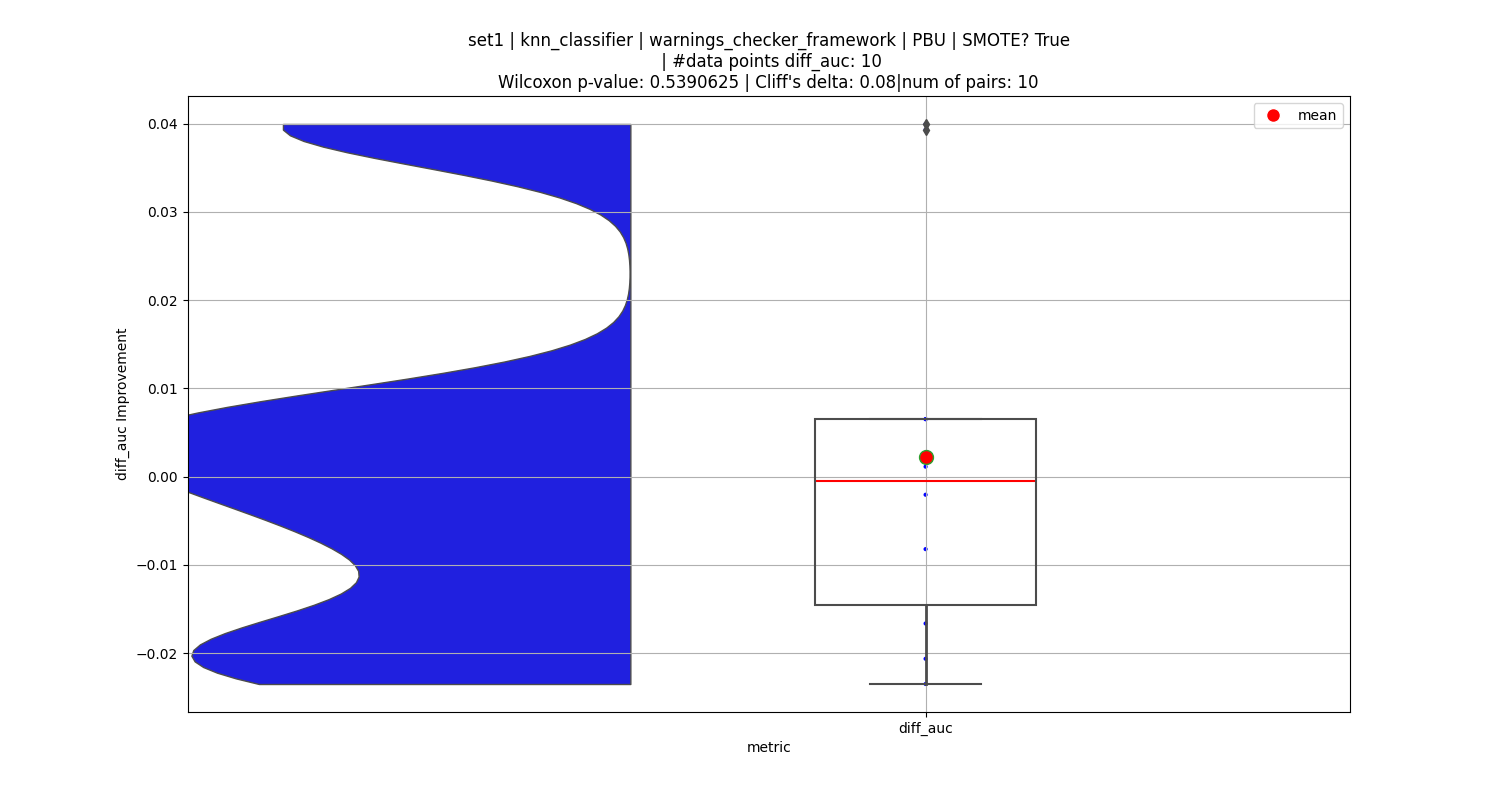 set1 | knn_classifier | warnings_checker_framework | PBU | SMOTE? True
| #data points diff_auc: 10
Wilcoxon p-value: 0.5390625 | Cliff's delta: 0.08|num of pairs: 10
mean
0.04
0.03
0.02
0.01
0.00
−0.01
−0.02
diff_auc Improvement
diff_auc
metric